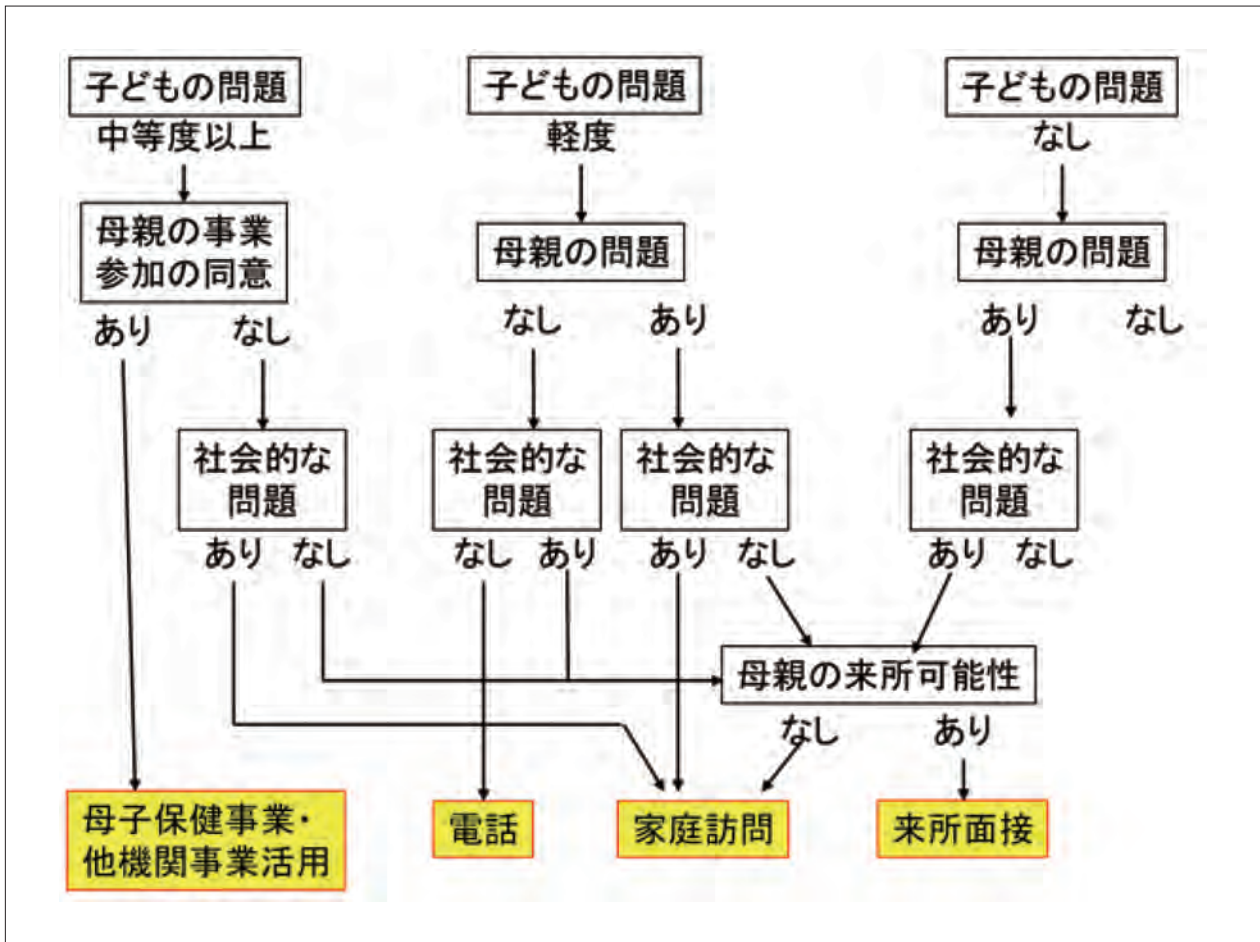 子どもの問題
中等度以上
母親の事業
参加の同意
あり なし
社会的な
問題
あり なし
母子保健事業・
他機関事業活用
子どもの問題
軽度
母親の問題
なし あり
社会的な
問題
なし あり
社会的な
問題
あり なし
電話
家庭訪問
子どもの問題
なし
母親の問題
あり なし
社会的な
問題
あり なし
母親の来所可能性
なし あり
来所面接